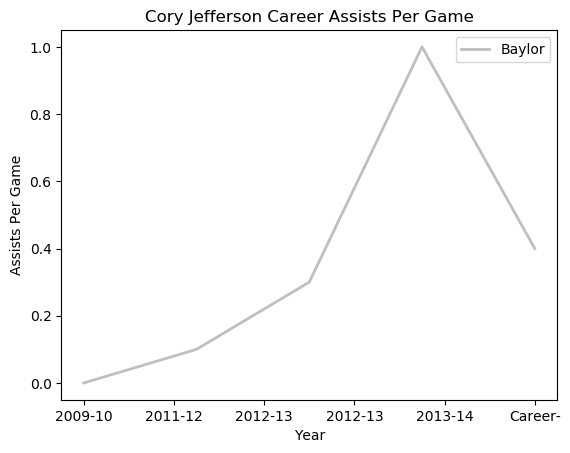 Cory Jefferson Career Assists Per Game
Baylor
Assists Per Game
1.0
0.8
0.6
0.4
0.2
0.0
2009-10 2011-12 2012-13 2012-13 2013-14 Career-
Year